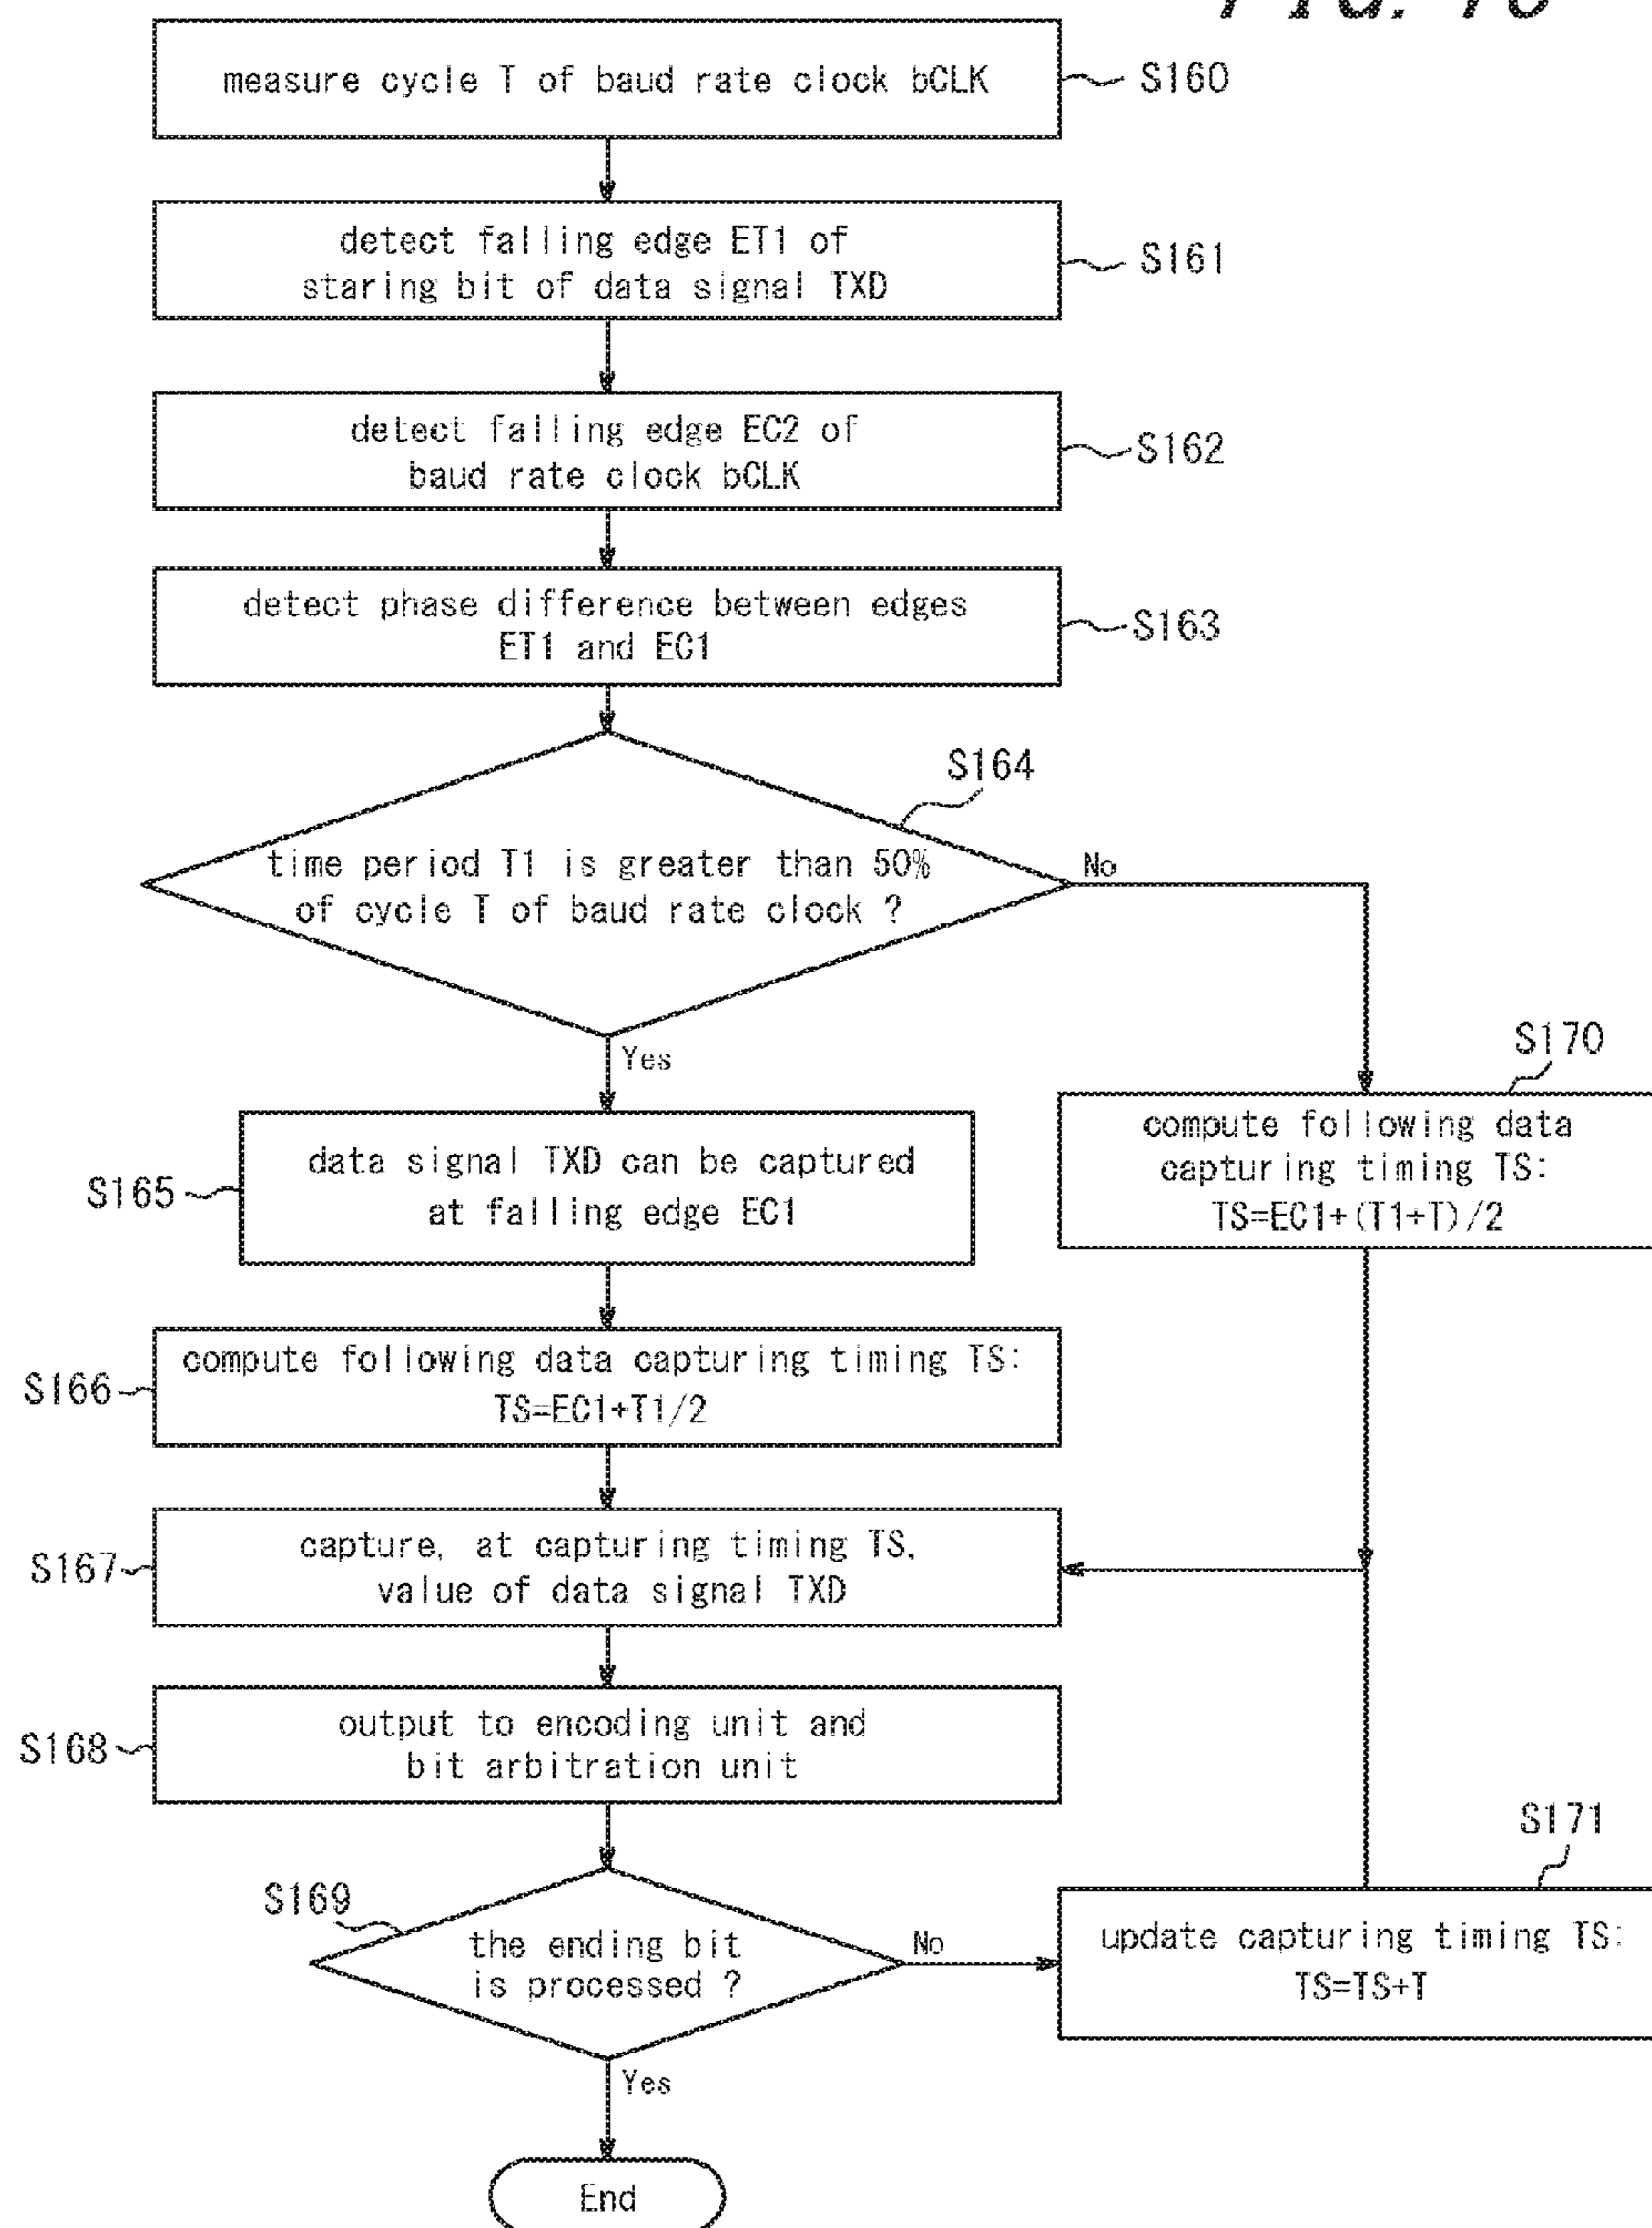 measure cycle T of baud rate clock bCLK
S160
detect falling edge ET1 of
staring bit of data signal TXD
S161
detect falling edge EC2 of
baud rate clock bCLK
S162
detect phase difference between edges
ET1 and EC1
S163
S164
time period T1 is greater than 50%
of cycle T of baud rate clock ?
No
Yes
S165
data signal TXD can be captured
at falling edge EC1
S170
compute following data
capturing timing TS:
TS=EC1+(T1+T)/2
S166
compute following data capturing timing TS:
TS=EC1+T1/2
S167
capture, at capturing timing TS,
value of data signal TXD
S168
output to encoding unit and
bit arbitration unit
S169
the ending bit
is processed ?
No
S171
update capturing timing TS:
TS=TS+T
Yes
End